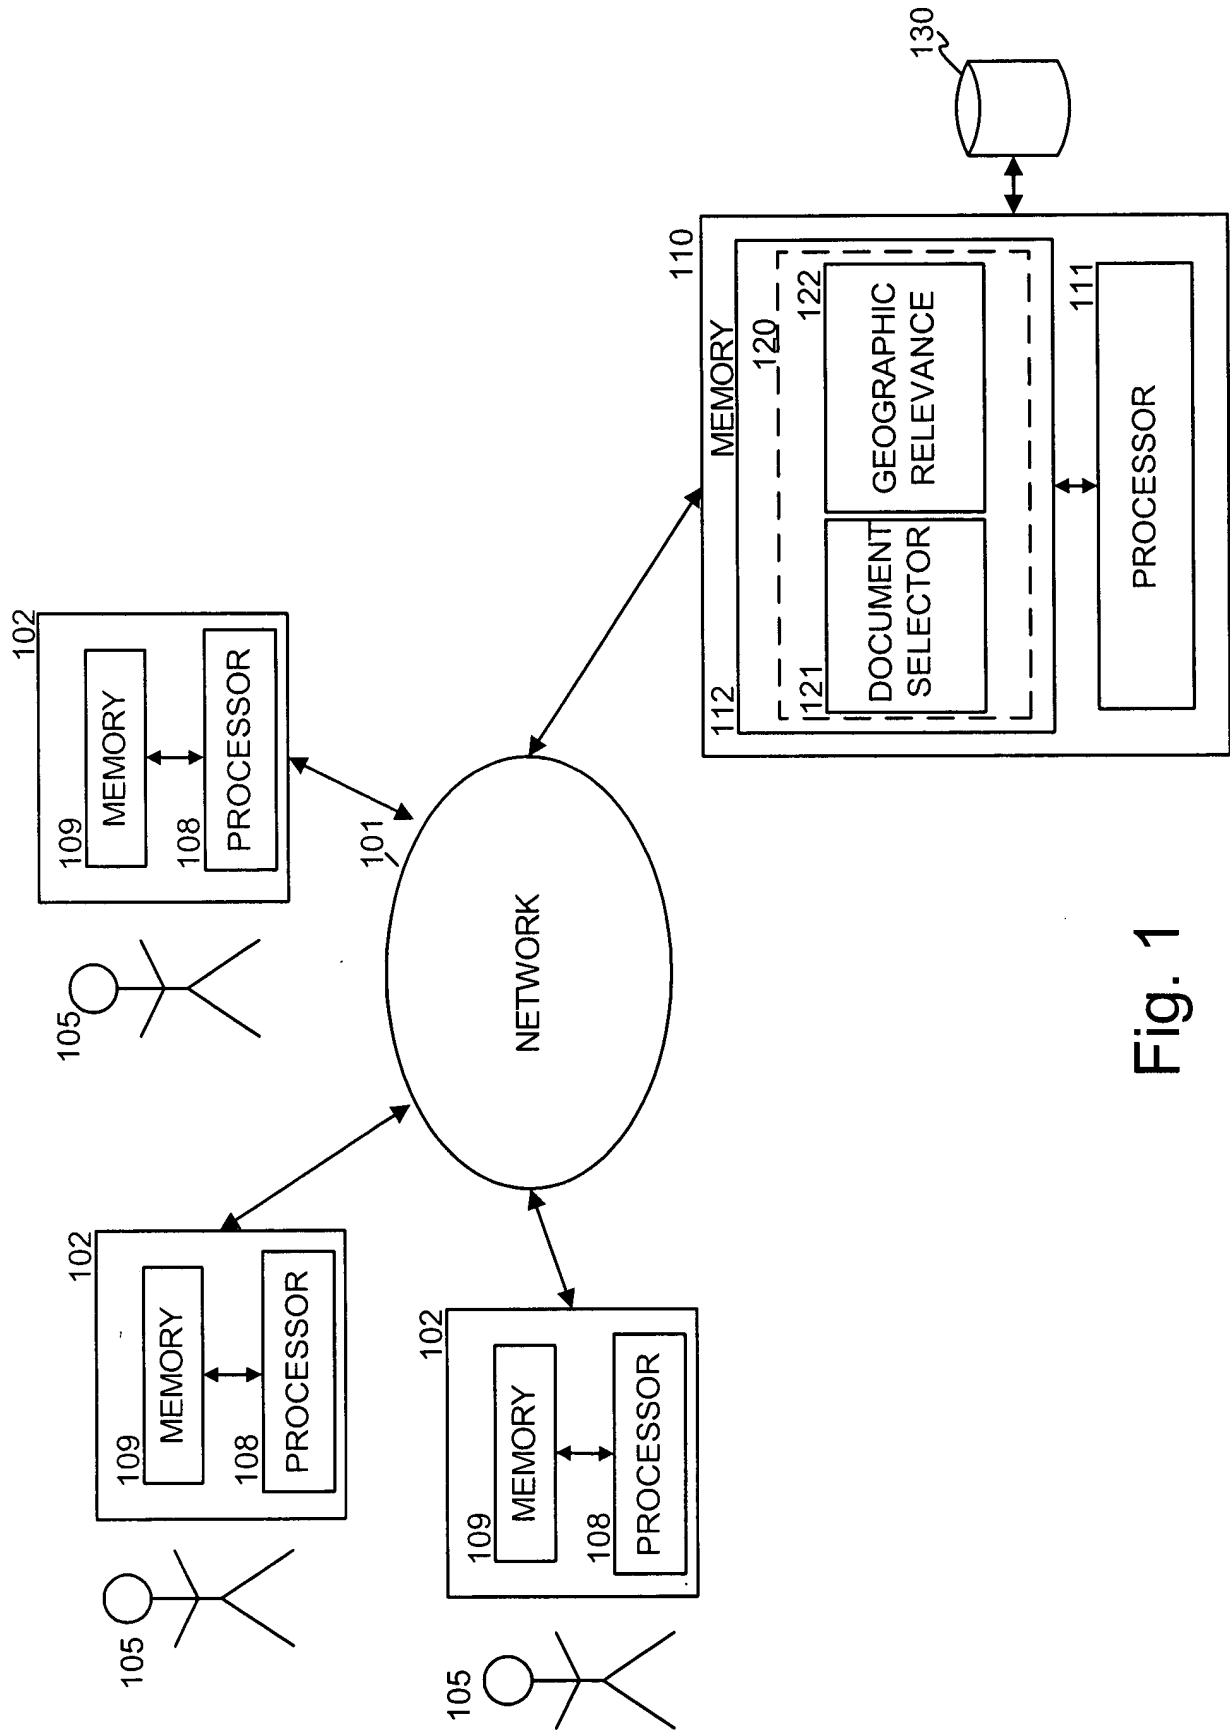 102
109
MEMORY
108
PROCESSOR
105
102
109
MEMORY
108
PROCESSOR
105
102
109
MEMORY
108
PROCESSOR
105
101
NETWORK
110
112
MEMORY
120
121
DOCUMENT
SELECTOR
122
GEOGRAPHIC
RELEVANCE
111
PROCESSOR
130
Fig. 1